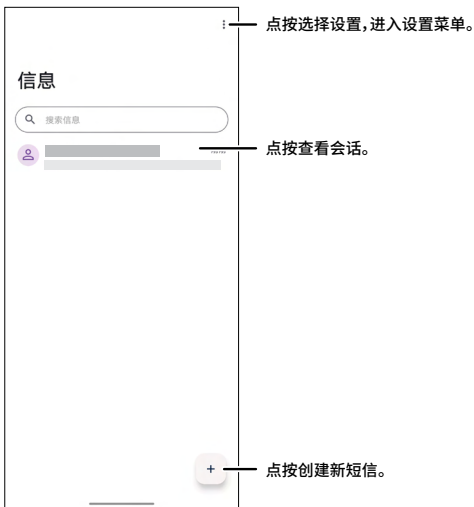 点按选择设置,进入设置菜单。
信息
搜索信息
点按查看会话。
点按创建新短信。